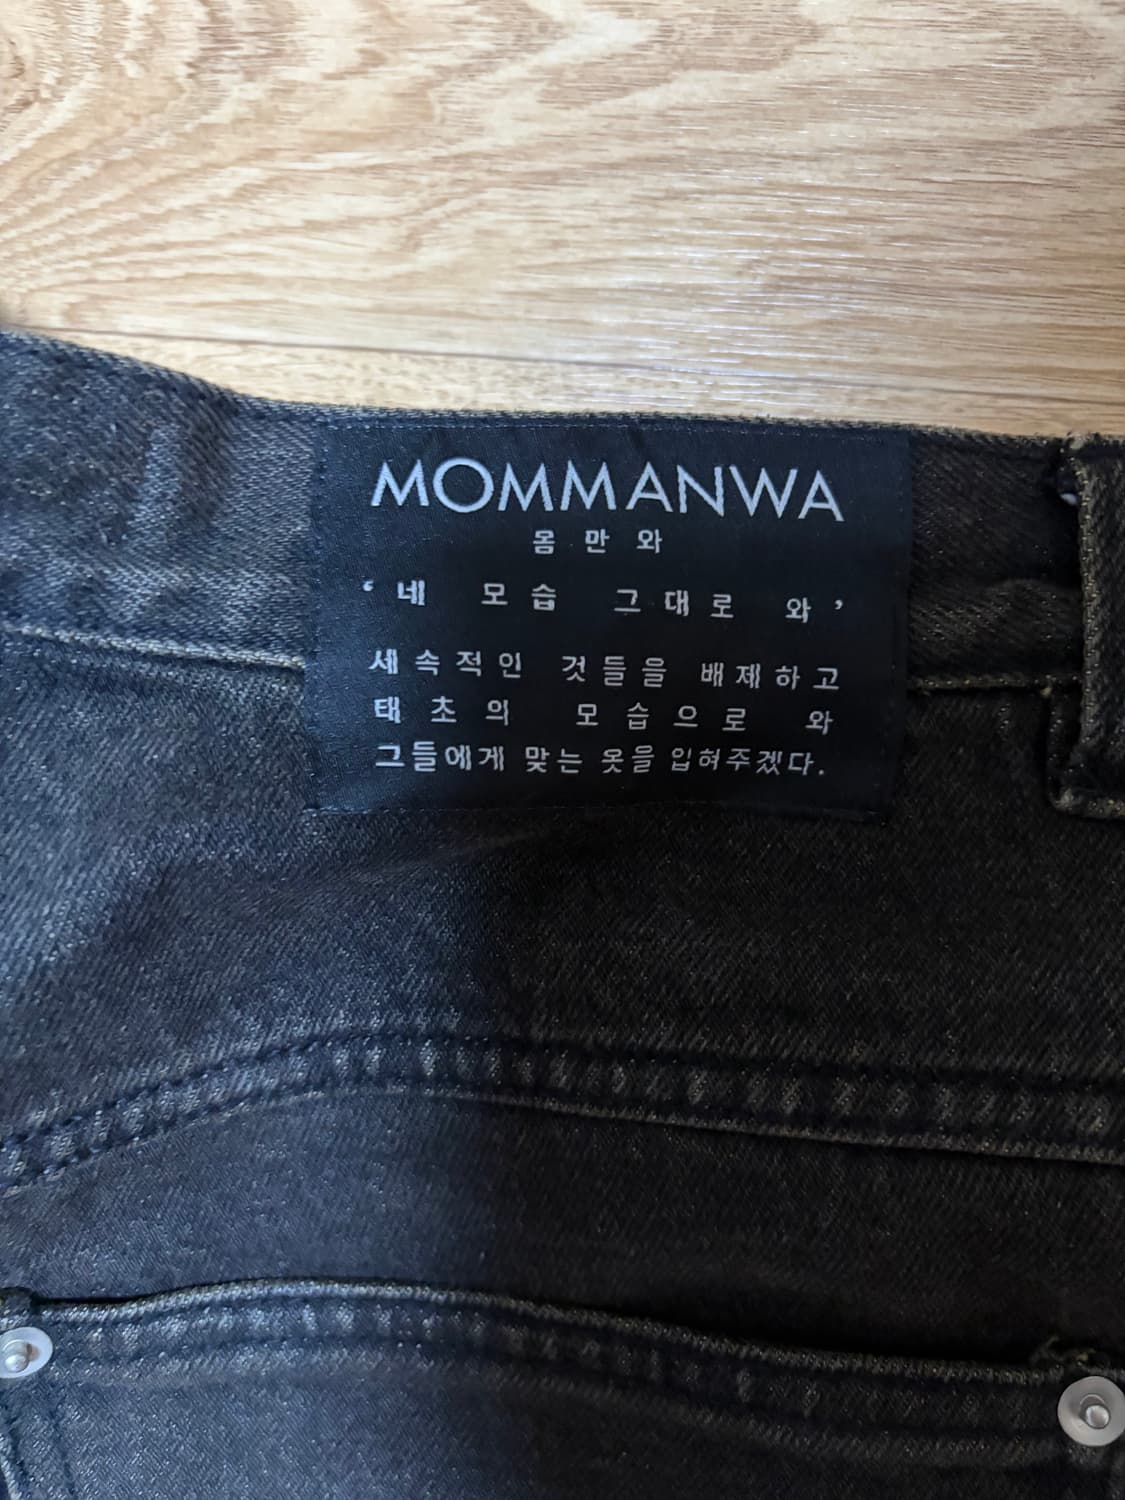 MOMMANWA
몸만와
‘네 모습 그대로 와’
세속적인 것들을 배제하고
태초의 모습으로 와
그들에게 맞는 옷을 입혀주겠다.